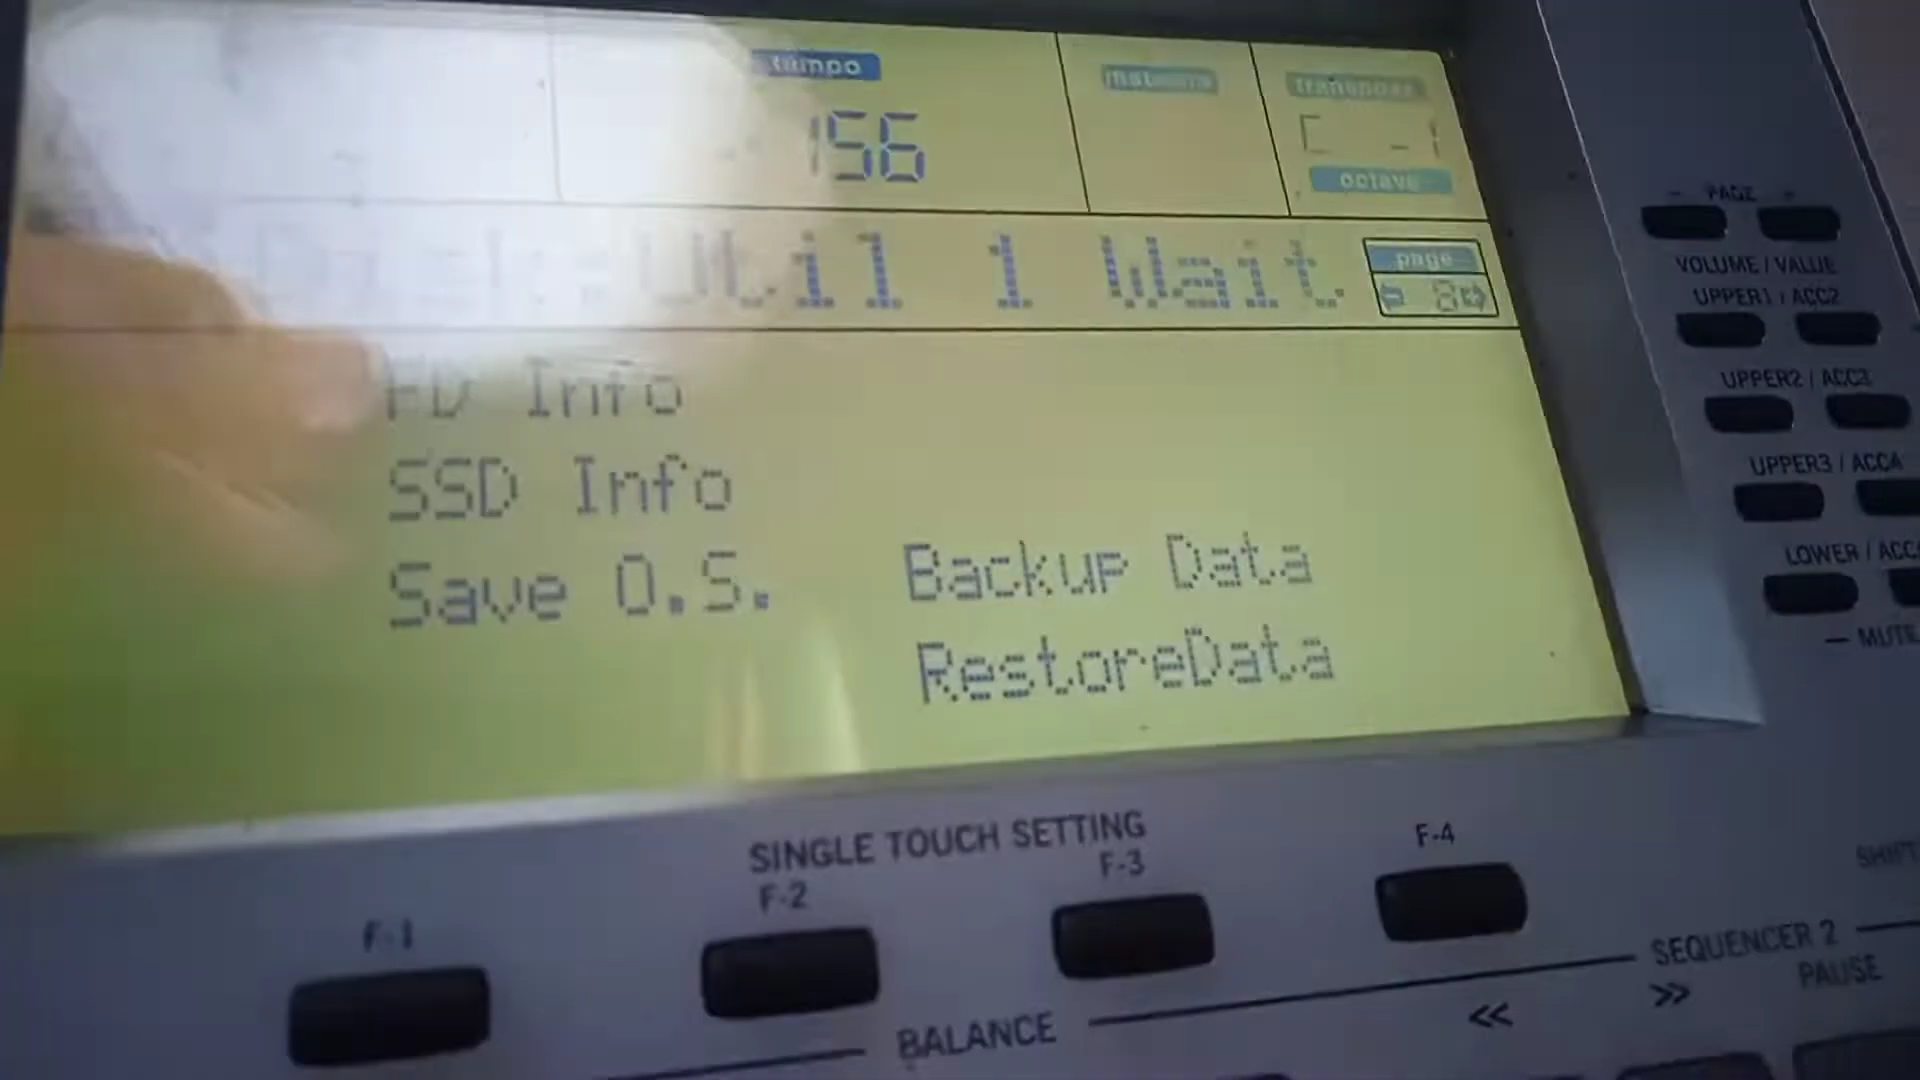 tempo
156
transpose
octave
Disk:Util 1 Wait
page
8
FD Info
SSD Info
Save O.S.
Backup Data
RestoreData
- PAGE +
VOLUME / VALUE
UPPER1 / ACC2
UPPER2 / ACC3
UPPER3 / ACC4
LOWER / ACC
MUTE
SINGLE TOUCH SETTING
F-1
F-2
F-3
F-4
SHIFT
BALANCE
SEQUENCER 2
<<
>>
PAUSE